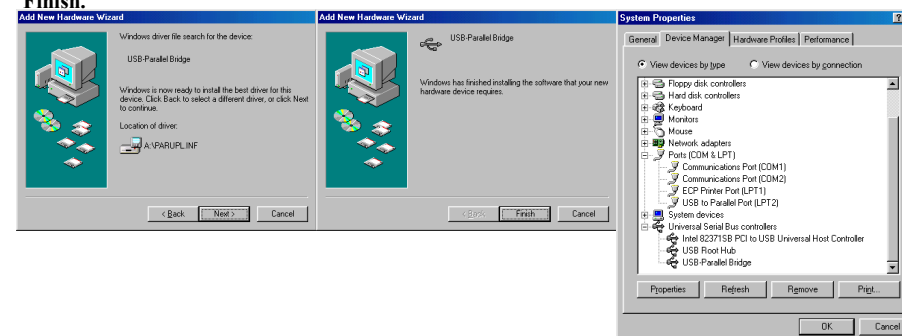 Finish.
Add New Hardware Wizard
Windows driver file search for the device:
USB-Parallel Bridge
Windows is now ready to install the best driver for this
device. Click Back to select a different driver, or click Next
to continue.
Location of driver:
A:\PARUPL.INF
< Back
Next >
Cancel
Add New Hardware Wizard
USB-Parallel Bridge
Windows has finished installing the software that your new
hardware device requires.
< Back
Finish
Cancel
System Properties
?
General
Device Manager
Hardware Profiles
Performance
View devices by type
View devices by connection
Floppy disk controllers
Hard disk controllers
Keyboard
Monitors
Mouse
Network adapters
Ports (COM & LPT)
Communications Port (COM1)
Communications Port (COM2)
ECP Printer Port (LPT1)
USB to Parallel Port (LPT2)
System devices
Universal Serial Bus controllers
Intel 82371SB PCI to USB Universal Host Controller
USB Root Hub
USB-Parallel Bridge
Properties
Refresh
Remove
Print...
OK
Cancel